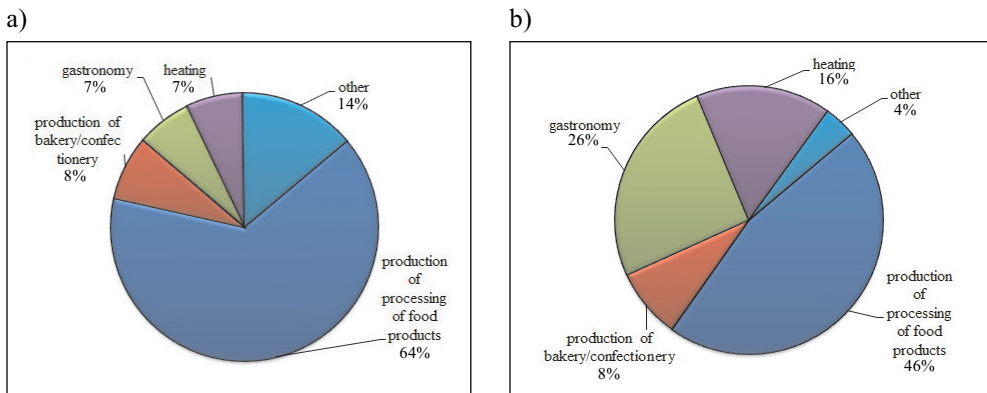 a)
gastronomy
7%
heating
7%
other
14%
production of
bakery/confec
tionery
8%
production
of
processing
of food
products
64%
b)
heating
16%
other
4%
gastronomy
26%
production
of
processing
of food
products
46%
production of
bakery/confectionery
8%